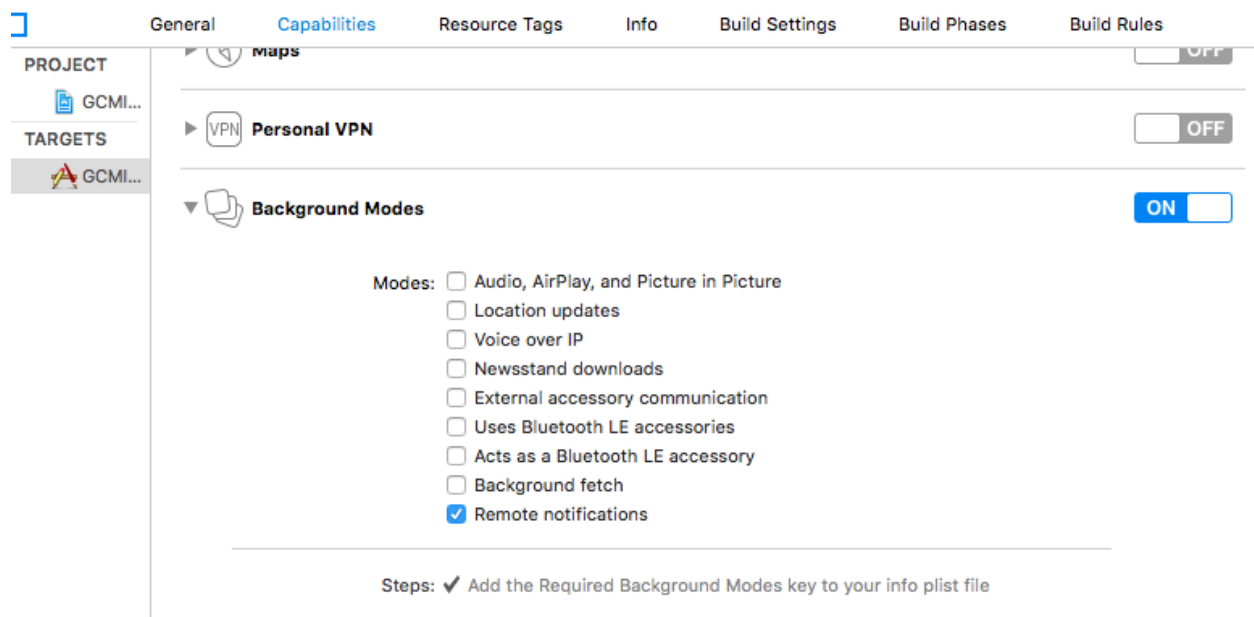 General Capabilities Resource Tags Info Build Settings Build Phases Build Rules
PROJECT
GCMI...
TARGETS
GCMI...
Maps OFF
VPN Personal VPN OFF
Background Modes ON
Modes: Audio, AirPlay, and Picture in Picture
Location updates
Voice over IP
Newsstand downloads
External accessory communication
Uses Bluetooth LE accessories
Acts as a Bluetooth LE accessory
Background fetch
Remote notifications
Steps: ✔ Add the Required Background Modes key to your info plist file